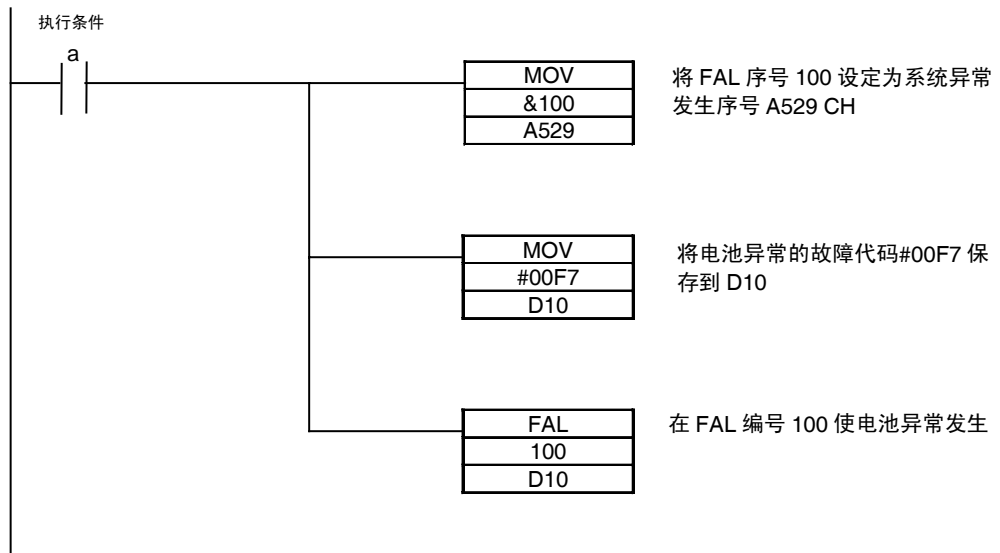 执行条件
a
MOV
&100
A529
将 FAL 序号 100 设定为系统异常
发生序号 A529 CH
MOV
#00F7
D10
将电池异常的故障代码#00F7 保
存到 D10
FAL
100
D10
在 FAL 编号 100 使电池异常发生